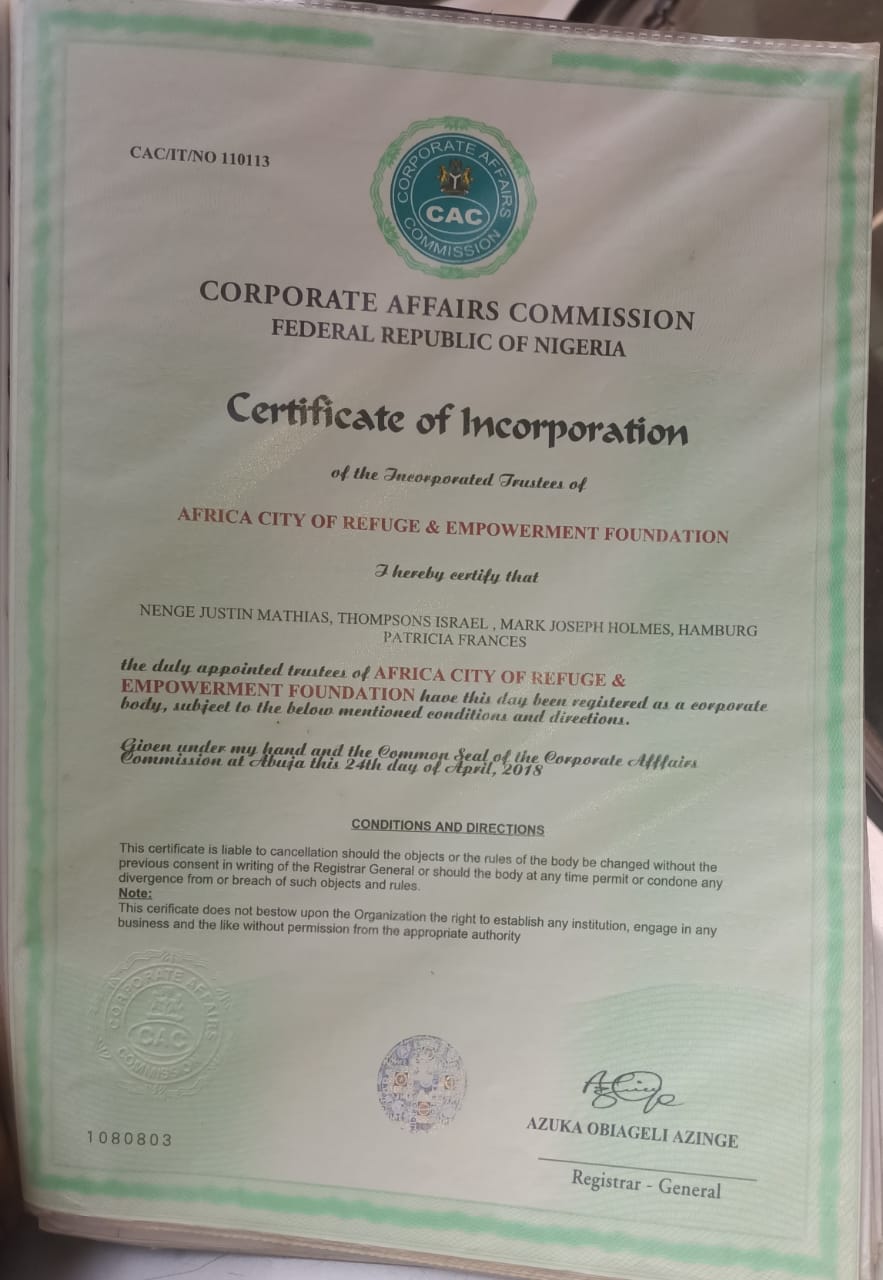 CAC/IT/NO 110113
CORPORATE AFFAIRS COMMISSION
CAC
CORPORATE AFFAIRS COMMISSION
FEDERAL REPUBLIC OF NIGERIA
Certificate of Incorporation
of the Incorporated Trustees of
AFRICA CITY OF REFUGE & EMPOWERMENT FOUNDATION
I hereby certify that
NENGE JUSTIN MATHIAS, THOMPSONS ISRAEL , MARK JOSEPH HOLMES, HAMBURG
PATRICIA FRANCES
the duly appointed trustees of AFRICA CITY OF REFUGE &
EMPOWERMENT FOUNDATION have this day been registered as a corporate
body, subject to the below mentioned conditions and directions.
Given under my hand and the Common Seal of the Corporate Afffairs
Commission at Abuja this 24th day of April, 2018
CONDITIONS AND DIRECTIONS
This certificate is liable to cancellation should the objects or the rules of the body be changed without the
previous consent in writing of the Registrar General or should the body at any time permit or condone any
divergence from or breach of such objects and rules.
Note:
This cerificate does not bestow upon the Organization the right to establish any institution, engage in any
business and the like without permission from the appropriate authority
CORPORATE AFFAIRS COMMISSION
CAC
1080803
AZUKA OBIAGELI AZINGE
Registrar - General